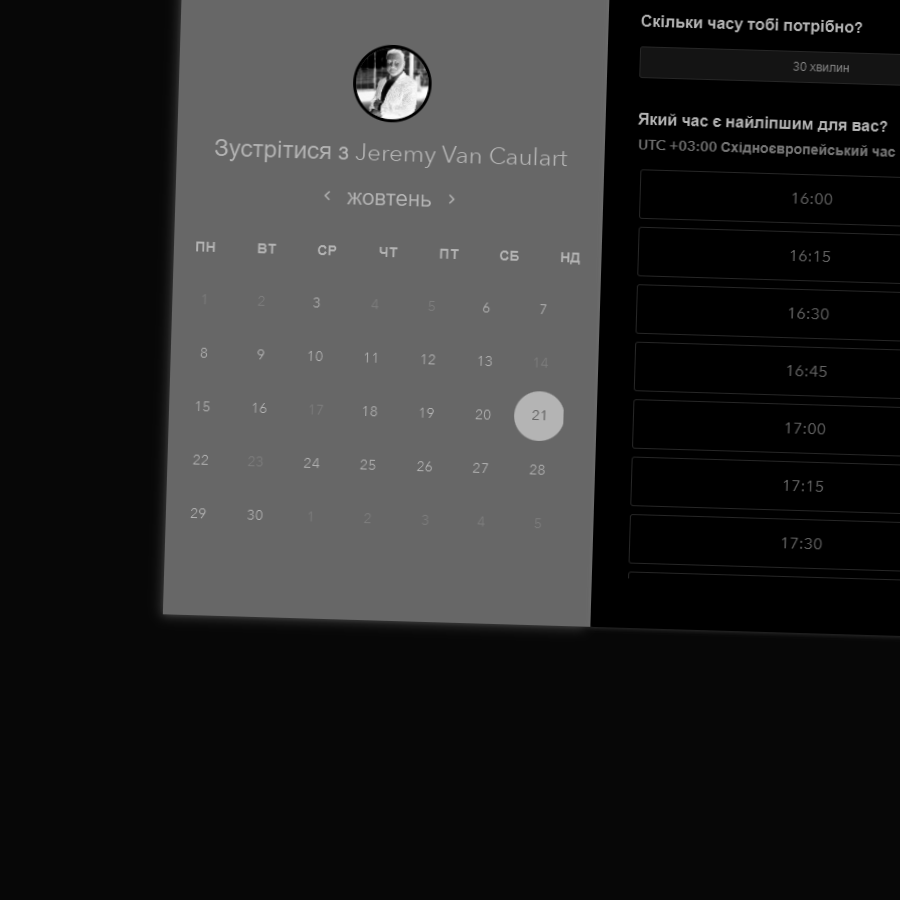 Зустрітися з Jeremy Van Caulart
жовтень
ПН ВТ СР ЧТ ПТ СБ НД
1 2 3 4 5 6 7
8 9 10 11 12 13 14
15 16 17 18 19 20 21
22 23 24 25 26 27 28
29 30 1 2 3 4 5
Скільки часу тобі потрібно?
30 хвилин
Який час є найліпшим для вас?
UTC +03:00 Східноєвропейський час
16:00
16:15
16:30
16:45
17:00
17:15
17:30